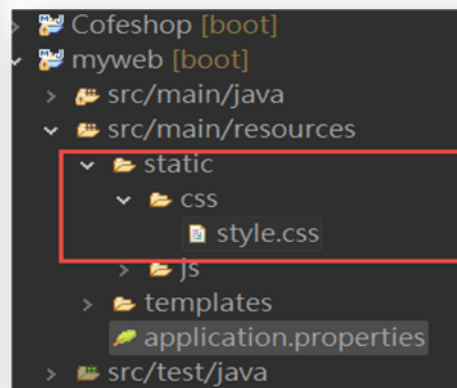 Cofeshop [boot]
myweb [boot]
src/main/java
src/main/resources
static
css
style.css
js
templates
application.properties
src/test/java